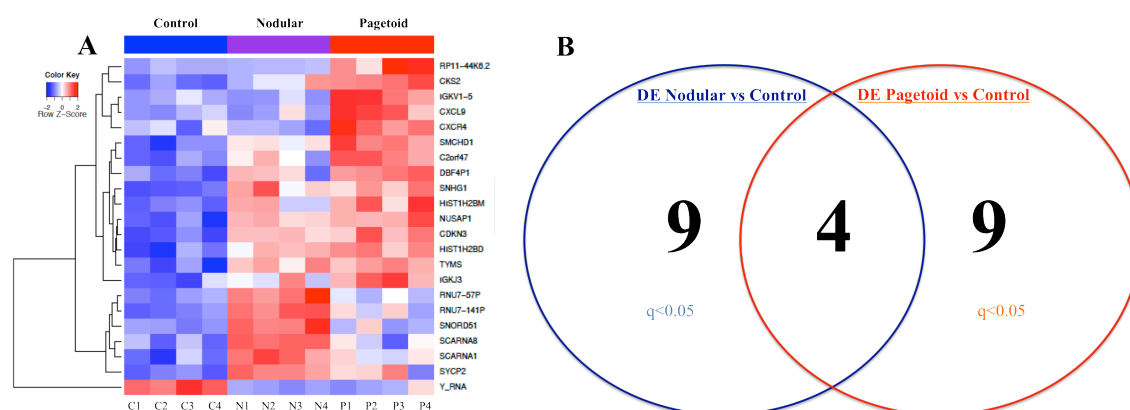 A
Control Nodular Pagetoid
Color Key
-2 0 2
Row Z-Score
RP11-44K6.2
CKS2
IGKV1-5
CXCL9
CXCR4
SMCHD1
C2orf47
DBF4P1
SNHG1
HIST1H2BM
NUSAP1
CDKN3
HIST1H2BD
TYMS
IGKJ3
RNU7-57P
RNU7-141P
SNORD51
SCARNA8
SCARNA1
SYCP2
Y_RNA
C1 C2 C3 C4 N1 N2 N3 N4 P1 P2 P3 P4
B
DE Nodular vs Control DE Pagetoid vs Control
9 4 9
q<0.05 q<0.05